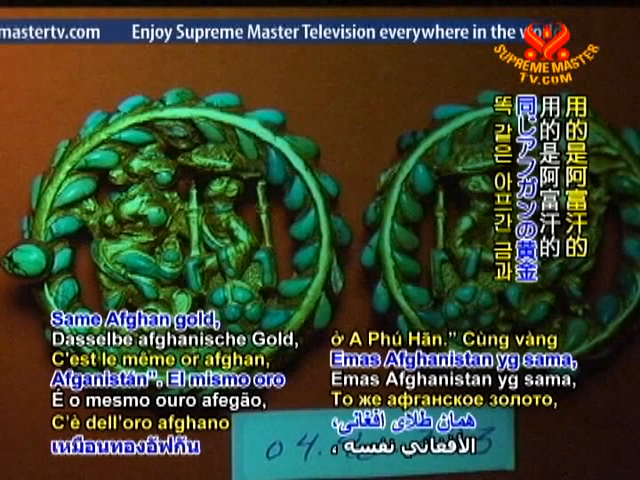 mastertv.com Enjoy Supreme Master Television everywhere in the
SUPREME MASTER
TV.COM
用的是阿富汗的
用的是阿富汗的
同じアフガンの黄金
똑 같은 아프간 금과
Same Afghan gold,
Dasselbe afghanische Gold,
C'est le même or afghan,
Afganistán”. El mismo oro
É o mesmo ouro afegão,
C'è dell'oro afghano
เหมือนทองอัฟกัน
ở A Phú Hãn.” Cùng vàng
Emas Afghanistan yg sama,
Emas Afghanistan yg sama,
То же афганское золото,
همان طلای افغانی،
الأفغاني نفسه ،
04.
3